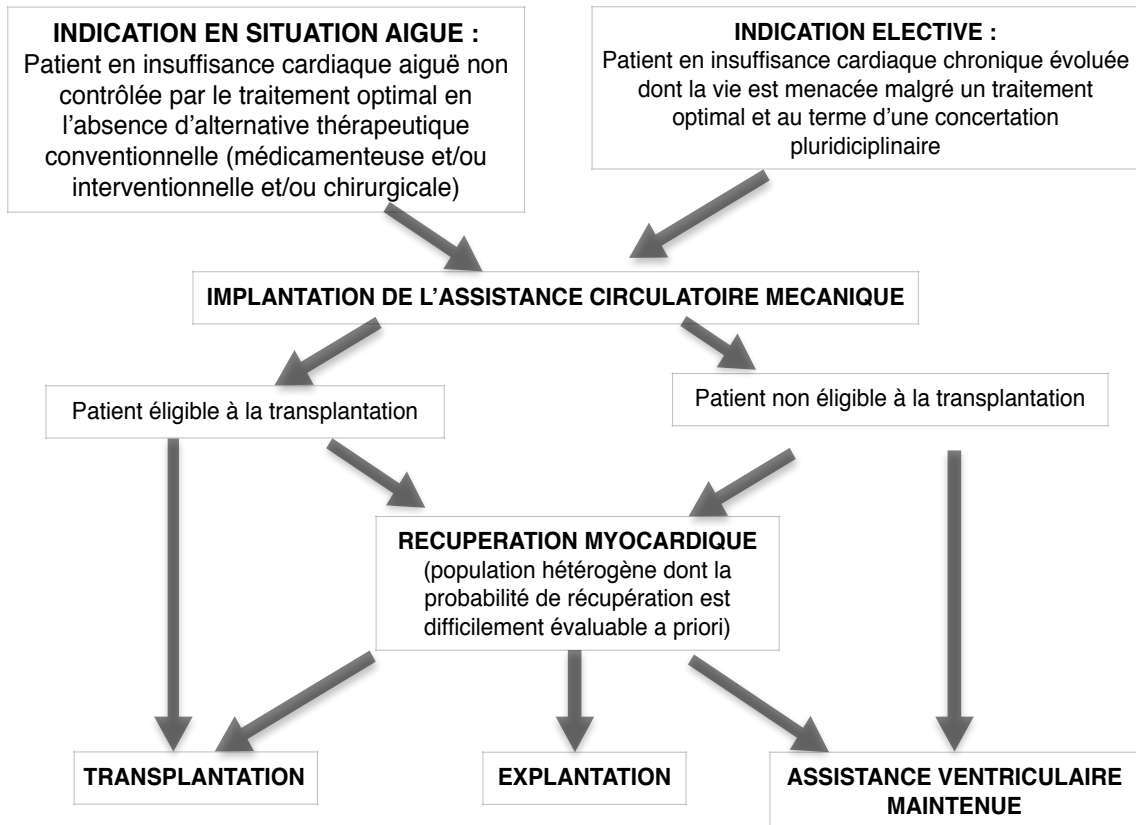 INDICATION EN SITUATION AIGUE :
Patient en insuffisance cardiaque aiguë non
contrôlée par le traitement optimal en
l'absence d'alternative thérapeutique
conventionnelle (médicamenteuse et/ou
interventionnelle et/ou chirurgicale)
INDICATION ELECTIVE :
Patient en insuffisance cardiaque chronique évoluée
dont la vie est menacée malgré un traitement
optimal et au terme d'une concertation
pluridiciplinaire
IMPLANTATION DE L'ASSISTANCE CIRCULATOIRE MECANIQUE
Patient éligible à la transplantation
Patient non éligible à la transplantation
RECUPERATION MYOCARDIQUE
(population hétérogène dont la
probabilité de récupération est
difficilement évaluable a priori)
TRANSPLANTATION
EXPLANTATION
ASSISTANCE VENTRICULAIRE
MAINTENUE